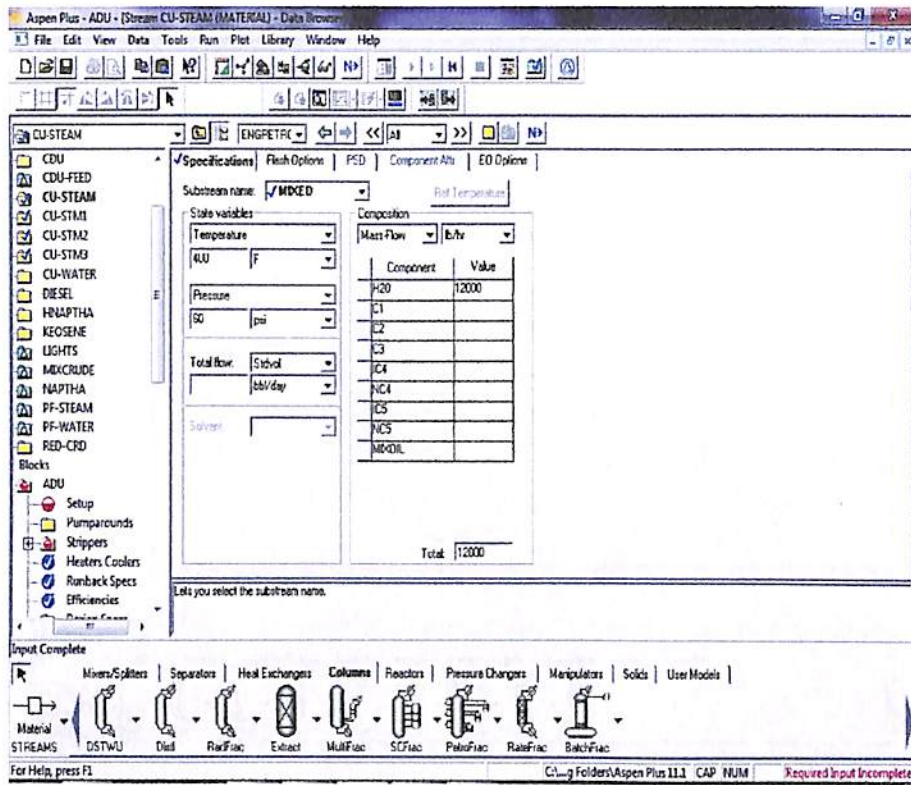 Aspen Plus - ADU - [Stream CU-STEAM (MATERIAL) - Data Browser]
File Edit View Data Tools Run Plot Library Window Help
N>
CU-STEAM ENGPETRO << All >> N>
CDU
CDU-FEED
CU-STEAM
CU-STM1
CU-STM2
CU-STM3
CU-WATER
DIESEL
HNAPTHA
KEOSENE
LIGHTS
MIXCRUDE
NAPTHA
PF-STEAM
PF-WATER
RED-CRD
Blocks
ADU
Setup
Pumparounds
Strippers
Heaters Coolers
Runback Specs
Efficiencies
Design Specs
Specifications Flash Options PSD Component Attr EO Options
Substream name: MIXED Ref Temperature
State variables
Temperature
400 F
Pressure
60 psi
Total flow: Stdvol
bbl/day
Solvent:
Composition
Mass-Flow lb/hr
Component Value
H2O 12000
C1
C2
C3
IC4
NC4
IC5
NC5
MIXOIL
Total: 12000
Lets you select the substream name.
Input Complete
Mixers/Splitters Separators Heat Exchangers Columns Reactors Pressure Changers Manipulators Solids User Models
Material
STREAMS DSTWU Distl RadFrac Extract MultiFrac SCFrac PetroFrac RateFrac BatchFrac
For Help, press F1 C:\...g Folders\Aspen Plus 11.1 CAP NUM Required Input Incomplete